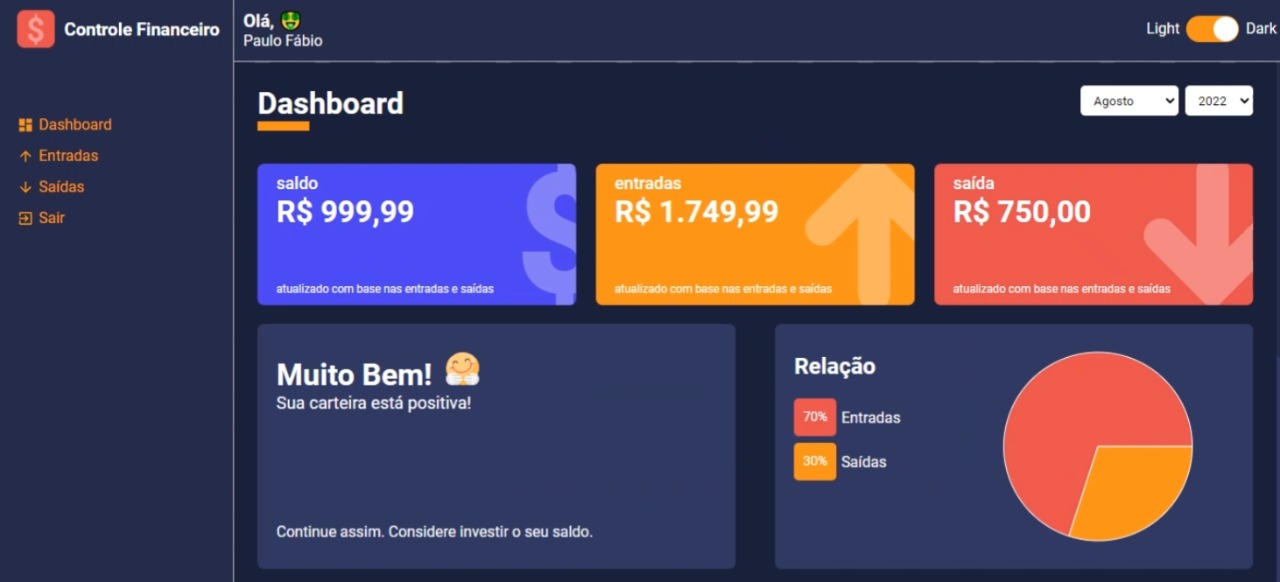 Controle Financeiro
Olá,
Paulo Fábio
Light Dark
Dashboard
Entradas
Saídas
Sair
Dashboard
Agosto 2022
saldo
R$ 999,99
atualizado com base nas entradas e saídas
entradas
R$ 1.749,99
atualizado com base nas entradas e saídas
saída
R$ 750,00
atualizado com base nas entradas e saídas
Muito Bem!
Sua carteira está positiva!
Continue assim. Considere investir o seu saldo.
Relação
70% Entradas
30% Saídas